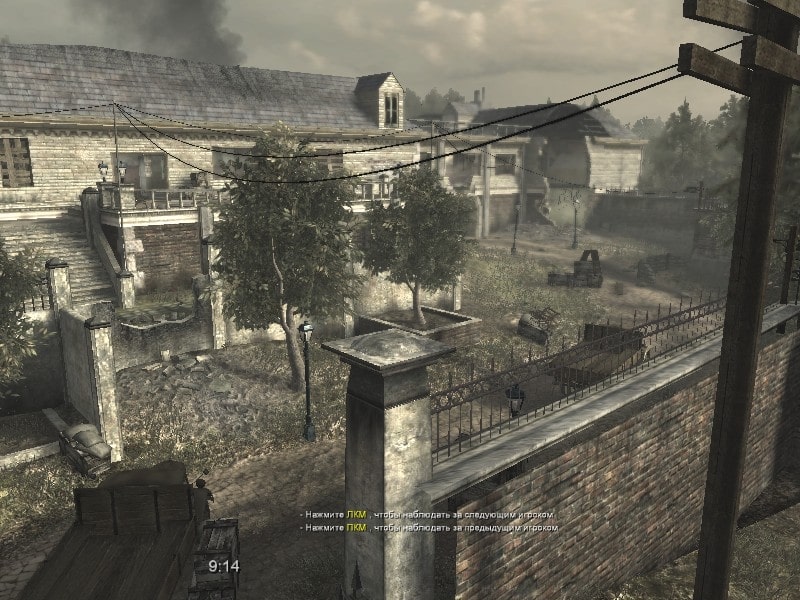 - Нажмите ЛКМ , чтобы наблюдать за следующим игроком
- Нажмите ПКМ , чтобы наблюдать за предыдущим игроком
9:14